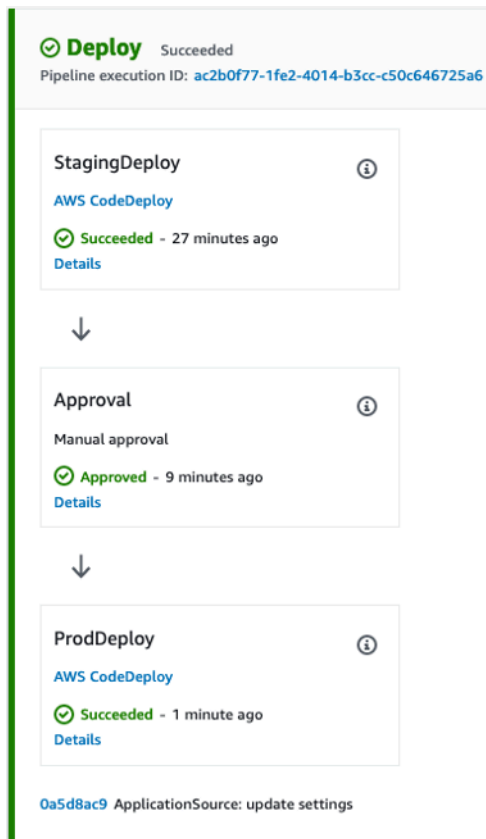 Deploy Succeeded
Pipeline execution ID: ac2b0f77-1fe2-4014-b3cc-c50c646725a6
StagingDeploy
AWS CodeDeploy
Succeeded - 27 minutes ago
Details
Approval
Manual approval
Approved - 9 minutes ago
Details
ProdDeploy
AWS CodeDeploy
Succeeded - 1 minute ago
Details
0a5d8ac9 ApplicationSource: update settings